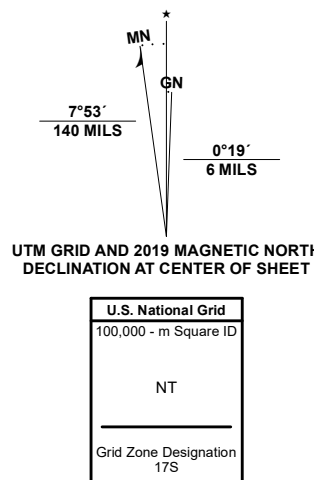 MN
GN
7°53´
140 MILS
0°19´
6 MILS
UTM GRID AND 2019 MAGNETIC NORTH
DECLINATION AT CENTER OF SHEET
U.S. National Grid
100,000 - m Square ID
NT
Grid Zone Designation
17S